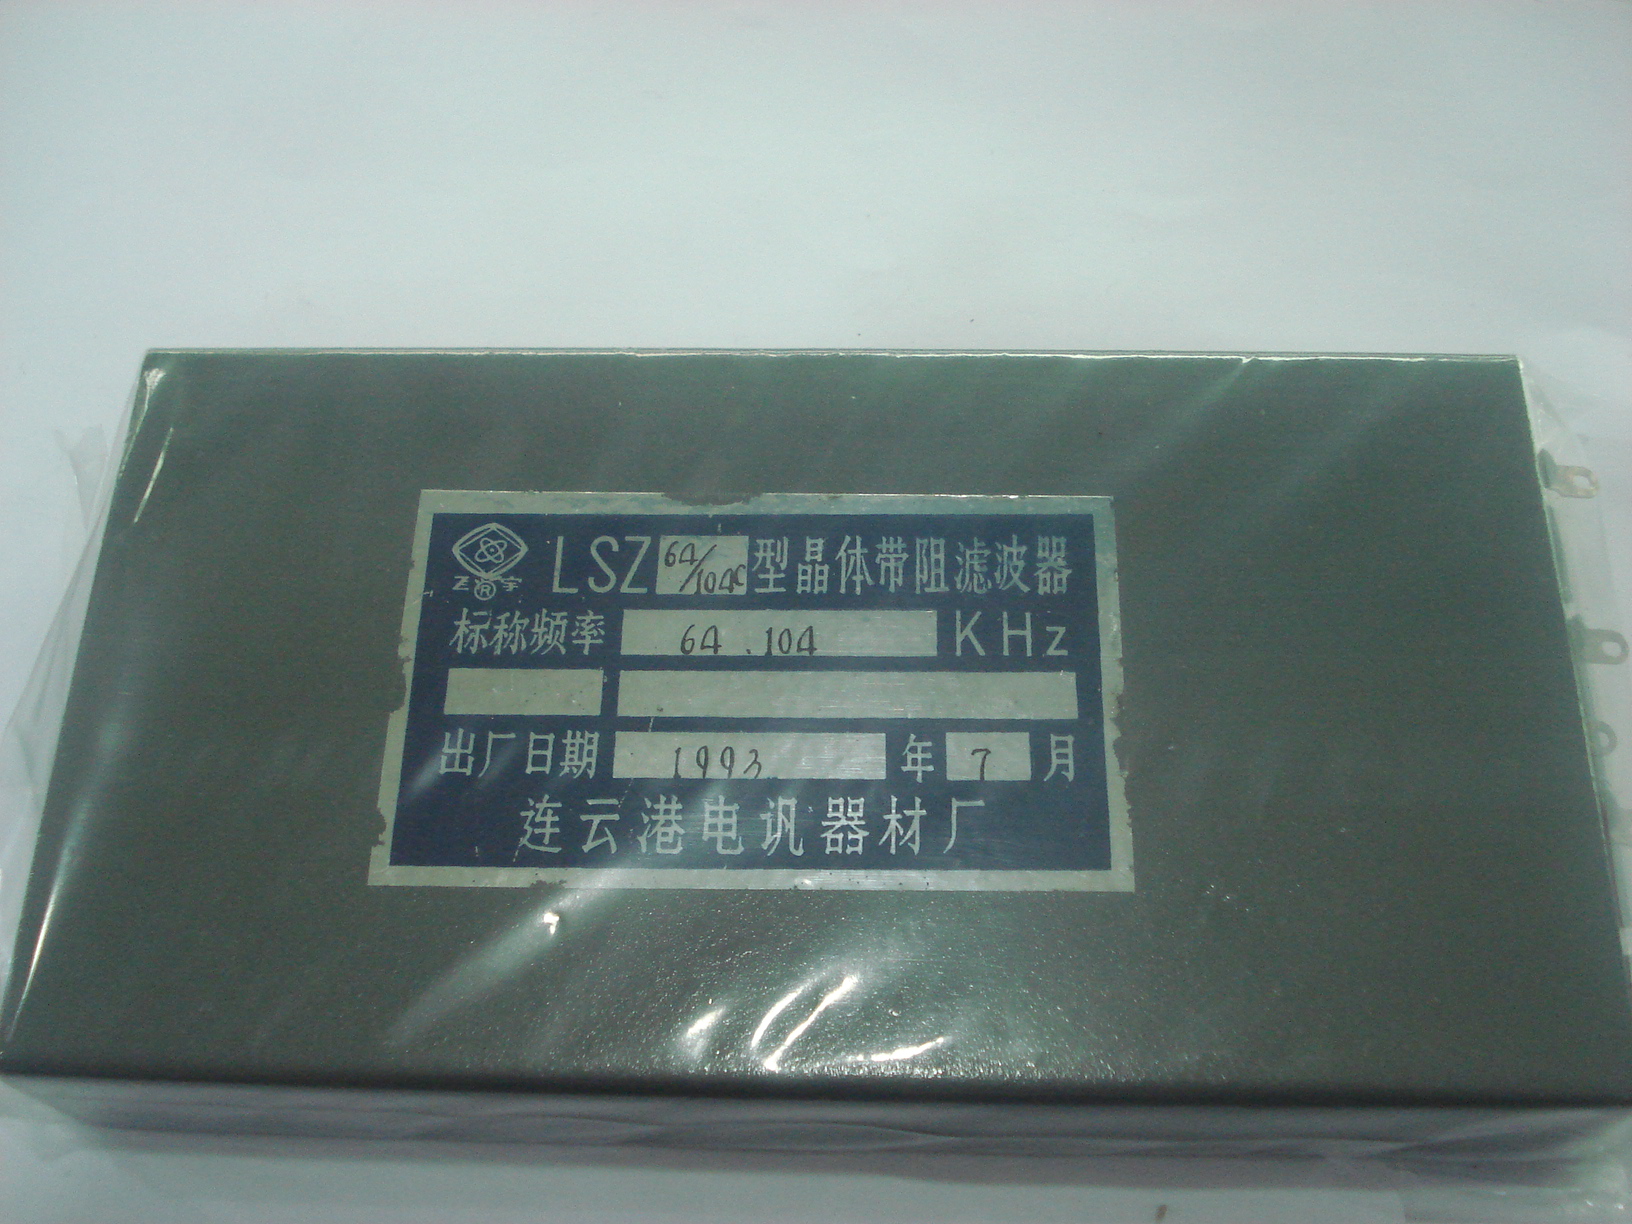 LSZ 64/104C 型晶体带阻滤波器
标称频率 64.104 KHz
出厂日期 1993 年 7 月
连云港电讯器材厂